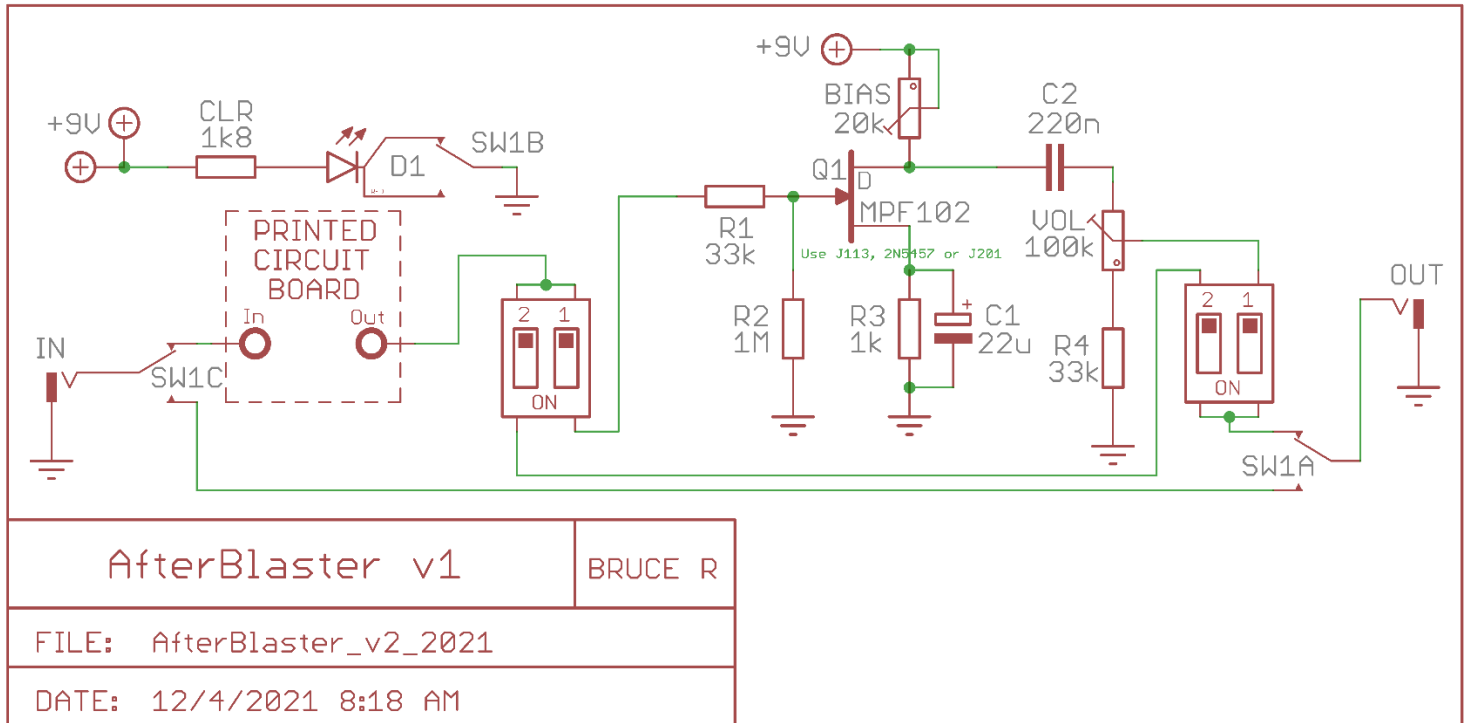 +9V
CLR
1k8
D1
SW1B
PRINTED
CIRCUIT
BOARD
In
Out
IN
SW1C
2 1
ON
+9V
BIAS
20k
C2
220n
Q1
D
MPF102
Use J113, 2N5457 or J201
R1
33k
R2
1M
R3
1k
+
C1
22u
VOL
100k
R4
33k
2 1
ON
OUT
SW1A
AfterBlaster v1
BRUCE R
FILE: AfterBlaster_v2_2021
DATE: 12/4/2021 8:18 AM